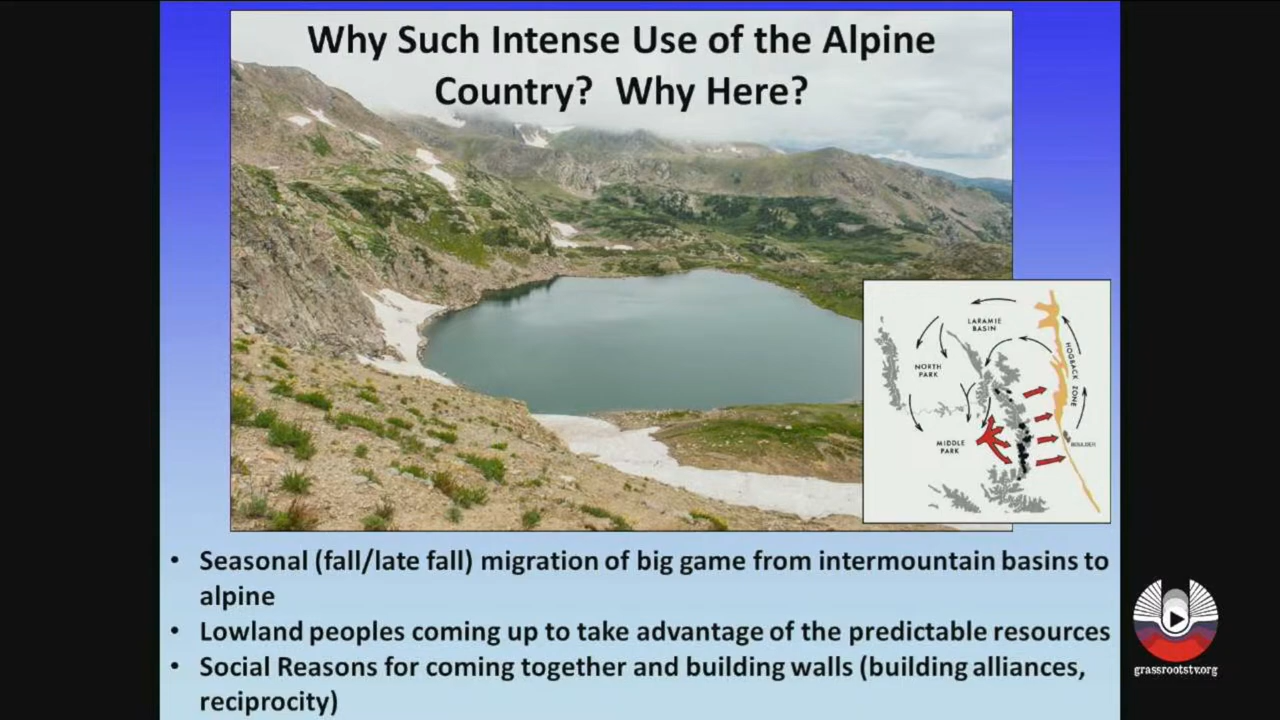 Why Such Intense Use of the Alpine
Country? Why Here?
LARAMIE
BASIN
NORTH
PARK
HOGBACK ZONE
MIDDLE
PARK
BOULDER
• Seasonal (fall/late fall) migration of big game from intermountain basins to
alpine
• Lowland peoples coming up to take advantage of the predictable resources
• Social Reasons for coming together and building walls (building alliances,
reciprocity)
grassrootstv.org